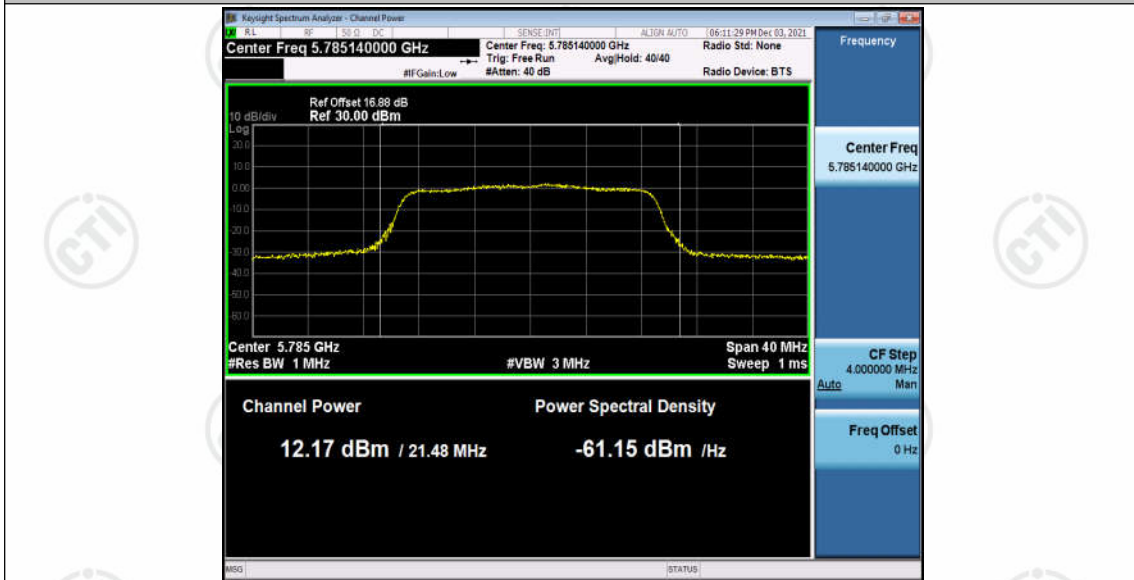 Keysight Spectrum Analyzer - Channel Power
RL RF 50 Ω DC SENSE:INT ALIGN AUTO 06:11:29 PM Dec 03, 2021
Center Freq 5.785140000 GHz
Center Freq: 5.785140000 GHz
Radio Std: None
Trig: Free Run Avg|Hold: 40/40
#IFGain:Low #Atten: 40 dB Radio Device: BTS
Frequency
Ref Offset 16.88 dB
10 dB/div Ref 30.00 dBm
Log
20.0
10.0
0.00
-10.0
-20.0
-30.0
-40.0
-50.0
-60.0
Center 5.785 GHz Span 40 MHz
#Res BW 1 MHz #VBW 3 MHz Sweep 1 ms
Channel Power Power Spectral Density
12.17 dBm / 21.48 MHz -61.15 dBm /Hz
Center Freq
5.785140000 GHz
CF Step
4.000000 MHz
Auto Man
Freq Offset
0 Hz
MSG STATUS
CTI
CTI